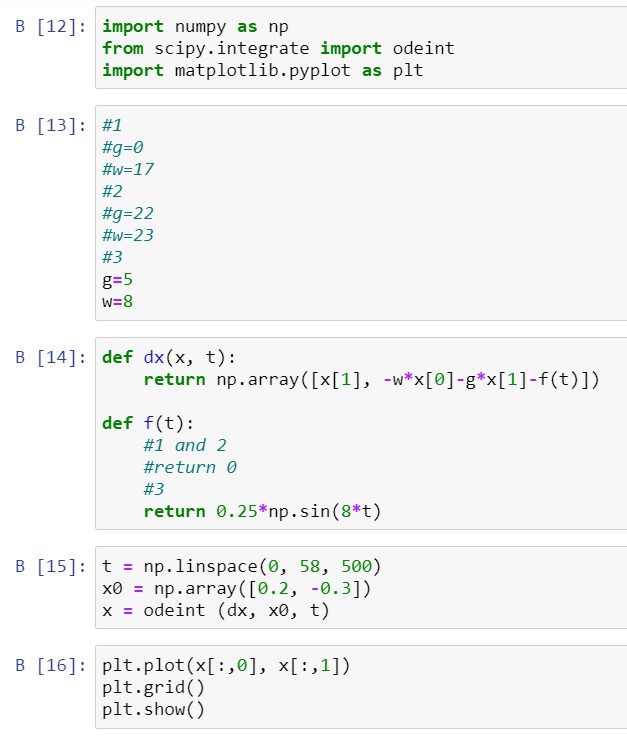 В [12]: import numpy as np
from scipy.integrate import odeint
import matplotlib.pyplot as plt
В [13]: #1
#g=0
#w=17
#2
#g=22
#w=23
#3
g=5
w=8
В [14]: def dx(x, t):
    return np.array([x[1], -w*x[0]-g*x[1]-f(t)])
def f(t):
    #1 and 2
    #return 0
    #3
    return 0.25*np.sin(8*t)
В [15]: t = np.linspace(0, 58, 500)
x0 = np.array([0.2, -0.3])
x = odeint (dx, x0, t)
В [16]: plt.plot(x[:,0], x[:,1])
plt.grid()
plt.show()